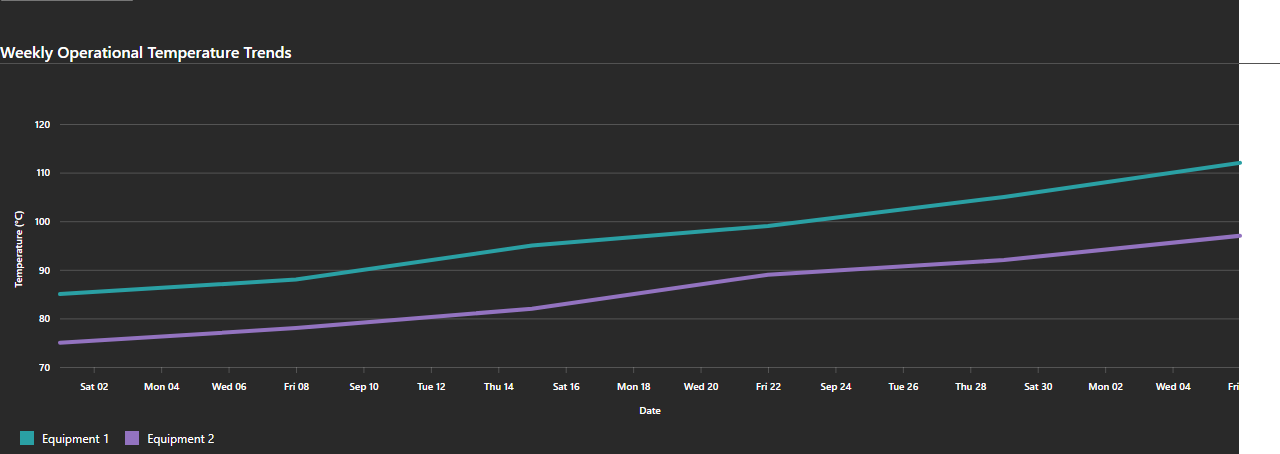 Weekly Operational Temperature Trends
120
110
100
90
80
70
Temperature (°C)
Sat 02 Mon 04 Wed 06 Fri 08 Sep 10 Tue 12 Thu 14 Sat 16 Mon 18 Wed 20 Fri 22 Sep 24 Tue 26 Thu 28 Sat 30 Mon 02 Wed 04 Fri
Date
Equipment 1 Equipment 2